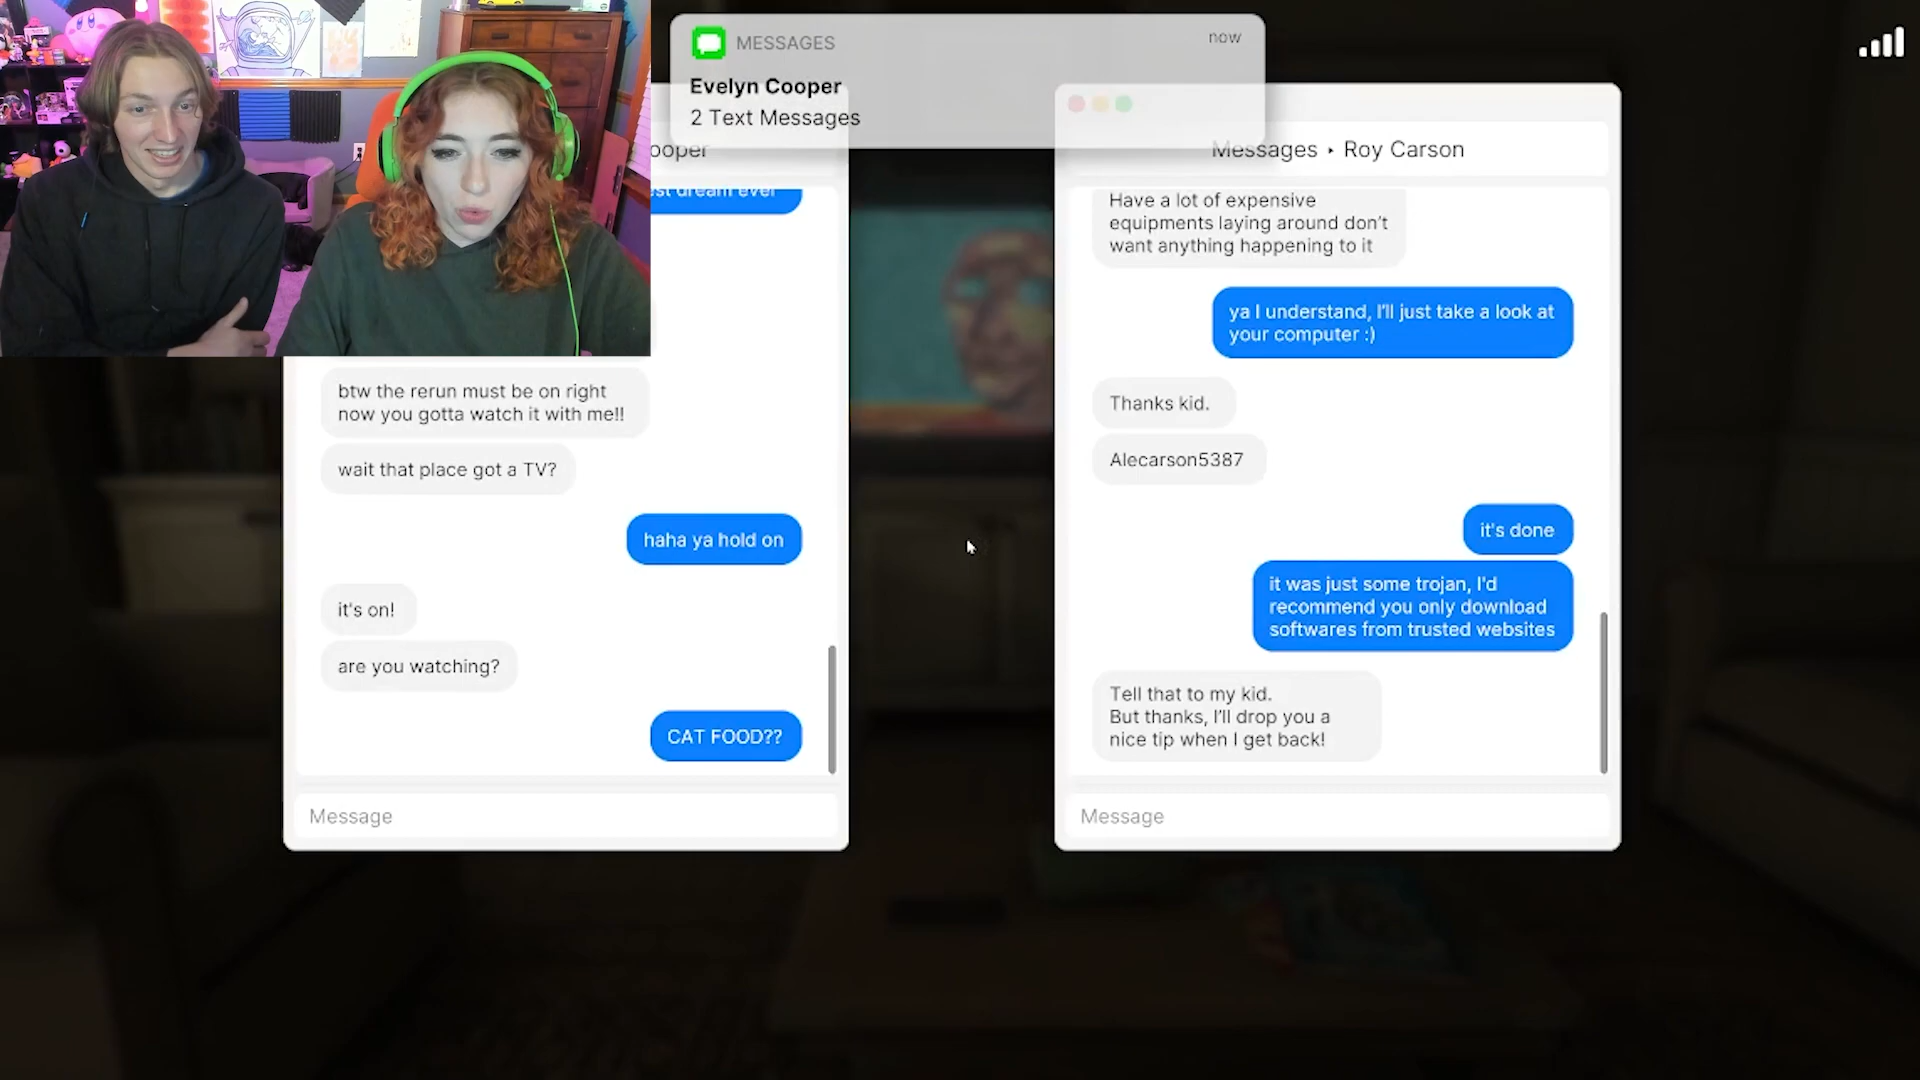 MESSAGES
now
Evelyn Cooper
2 Text Messages
ooper
est dream ever
btw the rerun must be on right
now you gotta watch it with me!!
wait that place got a TV?
haha ya hold on
it's on!
are you watching?
CAT FOOD??
Message
Messages ‣ Roy Carson
Have a lot of expensive
equipments laying around don't
want anything happening to it
ya I understand, I'll just take a look at
your computer :)
Thanks kid.
Alecarson5387
it's done
it was just some trojan, I'd
recommend you only download
softwares from trusted websites
Tell that to my kid.
But thanks, I'll drop you a
nice tip when I get back!
Message